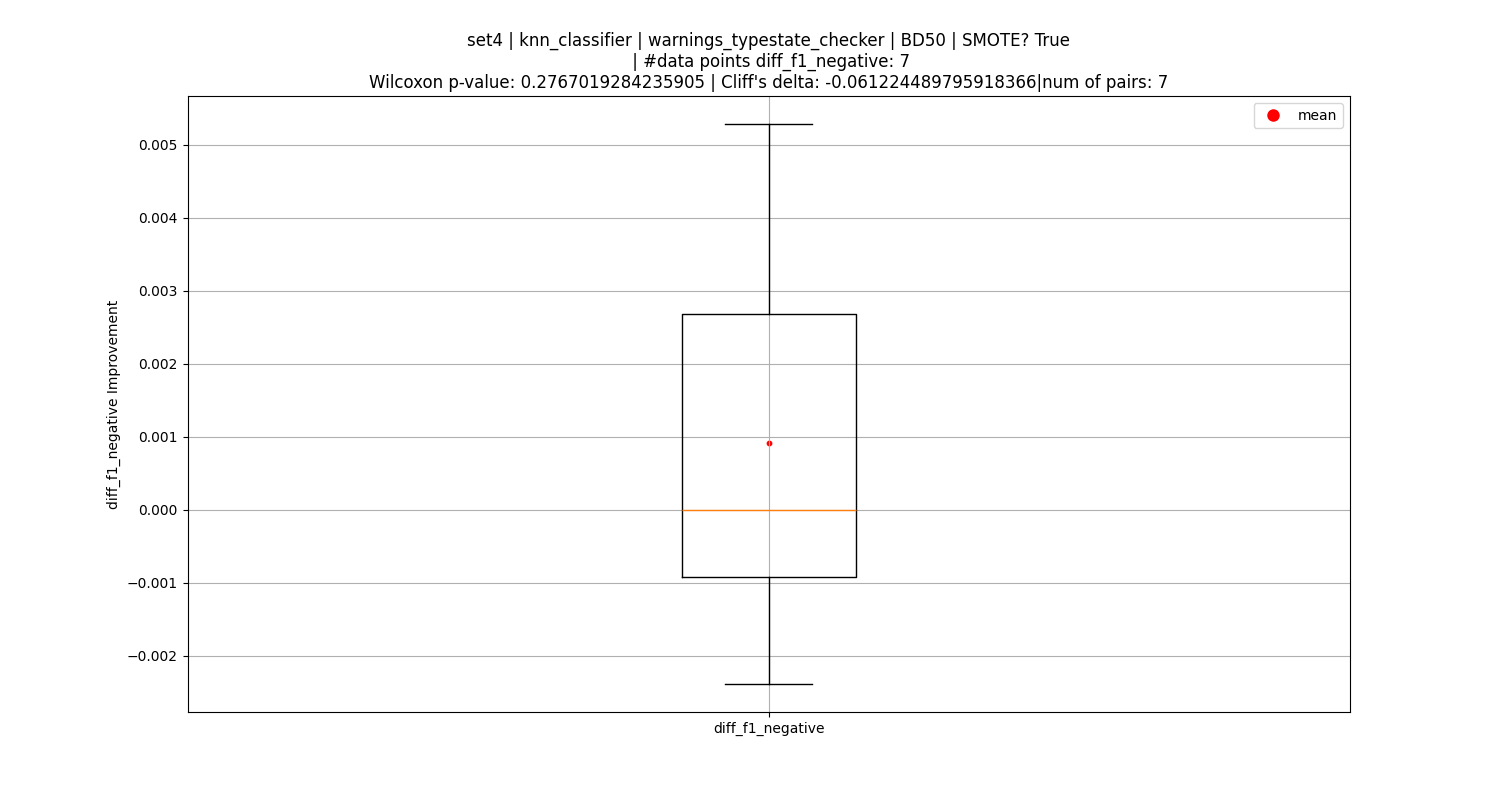 set4 | knn_classifier | warnings_typestate_checker | BD50 | SMOTE? True
| #data points diff_f1_negative: 7
Wilcoxon p-value: 0.2767019284235905 | Cliff's delta: -0.061224489795918366|num of pairs: 7
mean
0.005
0.004
0.003
0.002
0.001
0.000
−0.001
−0.002
diff_f1_negative Improvement
diff_f1_negative